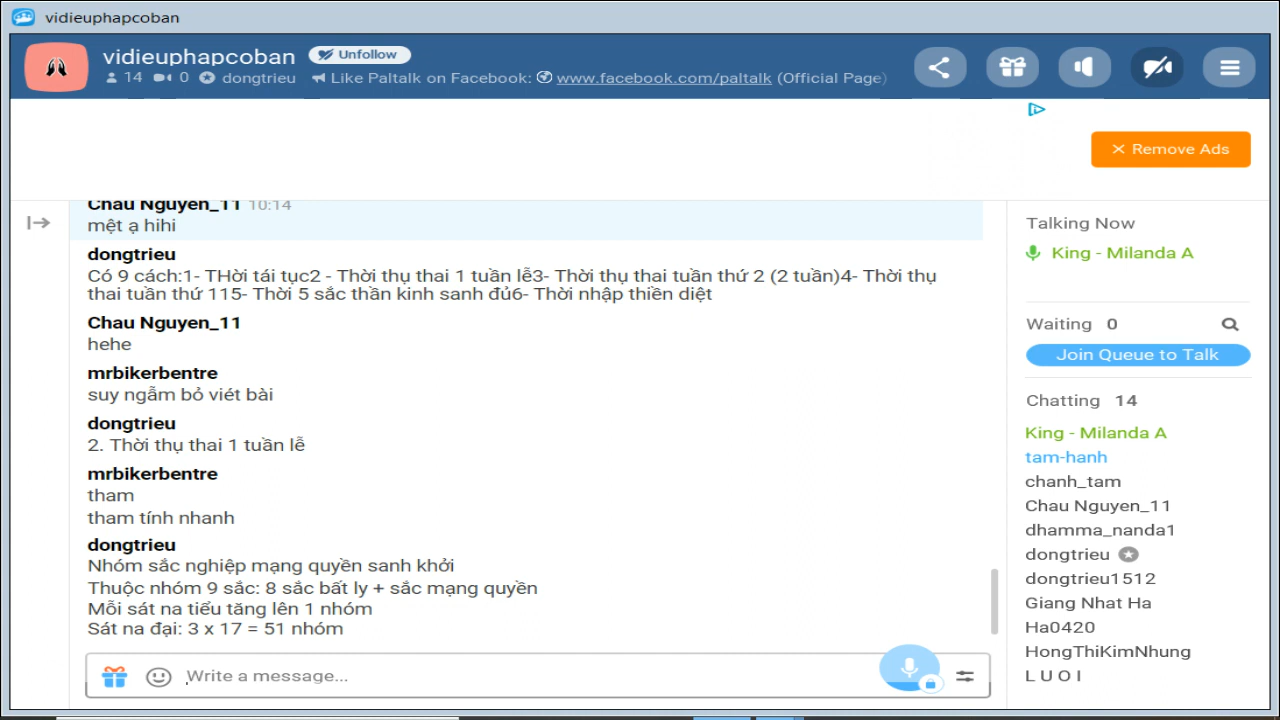 vidieuphapcoban
vidieuphapcoban Unfollow
14 0 dongtrieu Like Paltalk on Facebook: www.facebook.com/paltalk (Official Page)
Remove Ads
Chau Nguyen_11 10:14
mệt ạ hihi
dongtrieu
Có 9 cách:1- THời tái tục2 - Thời thụ thai 1 tuần lễ3- Thời thụ thai tuần thứ 2 (2 tuần)4- Thời thụ
thai tuần thứ 115- Thời 5 sắc thần kinh sanh đủ6- Thời nhập thiền diệt
Chau Nguyen_11
hehe
mrbikerbentre
suy ngẫm bỏ viét bài
dongtrieu
2. Thời thụ thai 1 tuần lễ
mrbikerbentre
tham
tham tính nhanh
dongtrieu
Nhóm sắc nghiệp mạng quyền sanh khởi
Thuộc nhóm 9 sắc: 8 sắc bất ly + sắc mạng quyền
Mỗi sát na tiểu tăng lên 1 nhóm
Sát na đại: 3 x 17 = 51 nhóm
Write a message...
Talking Now
King - Milanda A
Waiting 0
Join Queue to Talk
Chatting 14
King - Milanda A
tam-hanh
chanh_tam
Chau Nguyen_11
dhamma_nanda1
dongtrieu
dongtrieu1512
Giang Nhat Ha
Ha0420
HongThiKimNhung
L U O I